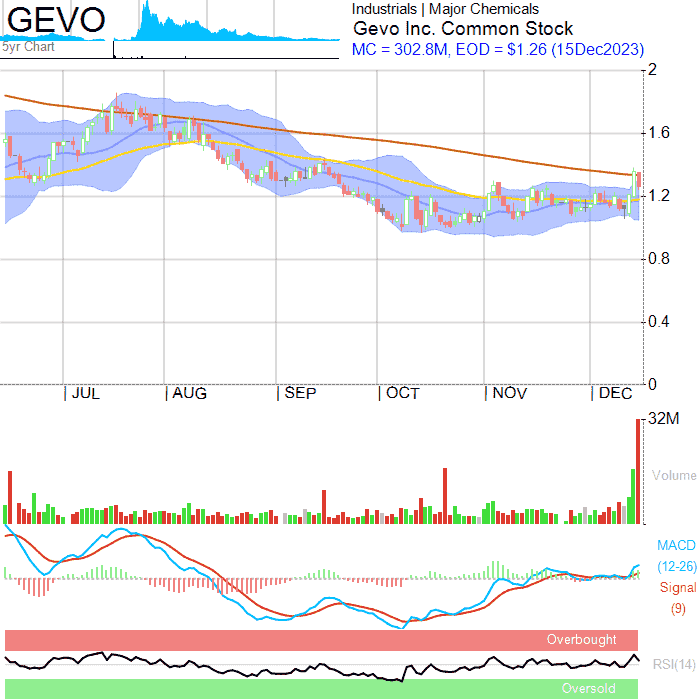 GEVO
5yr Chart
Industrials | Major Chemicals
Gevo Inc. Common Stock
MC = 302.8M, EOD = $1.26 (15Dec2023)
2
1.6
1.2
0.8
0.4
0
| JUL | AUG | SEP | OCT | NOV | DEC
32M
Volume
MACD
(12-26)
Signal
(9)
Overbought
RSI(14)
Oversold